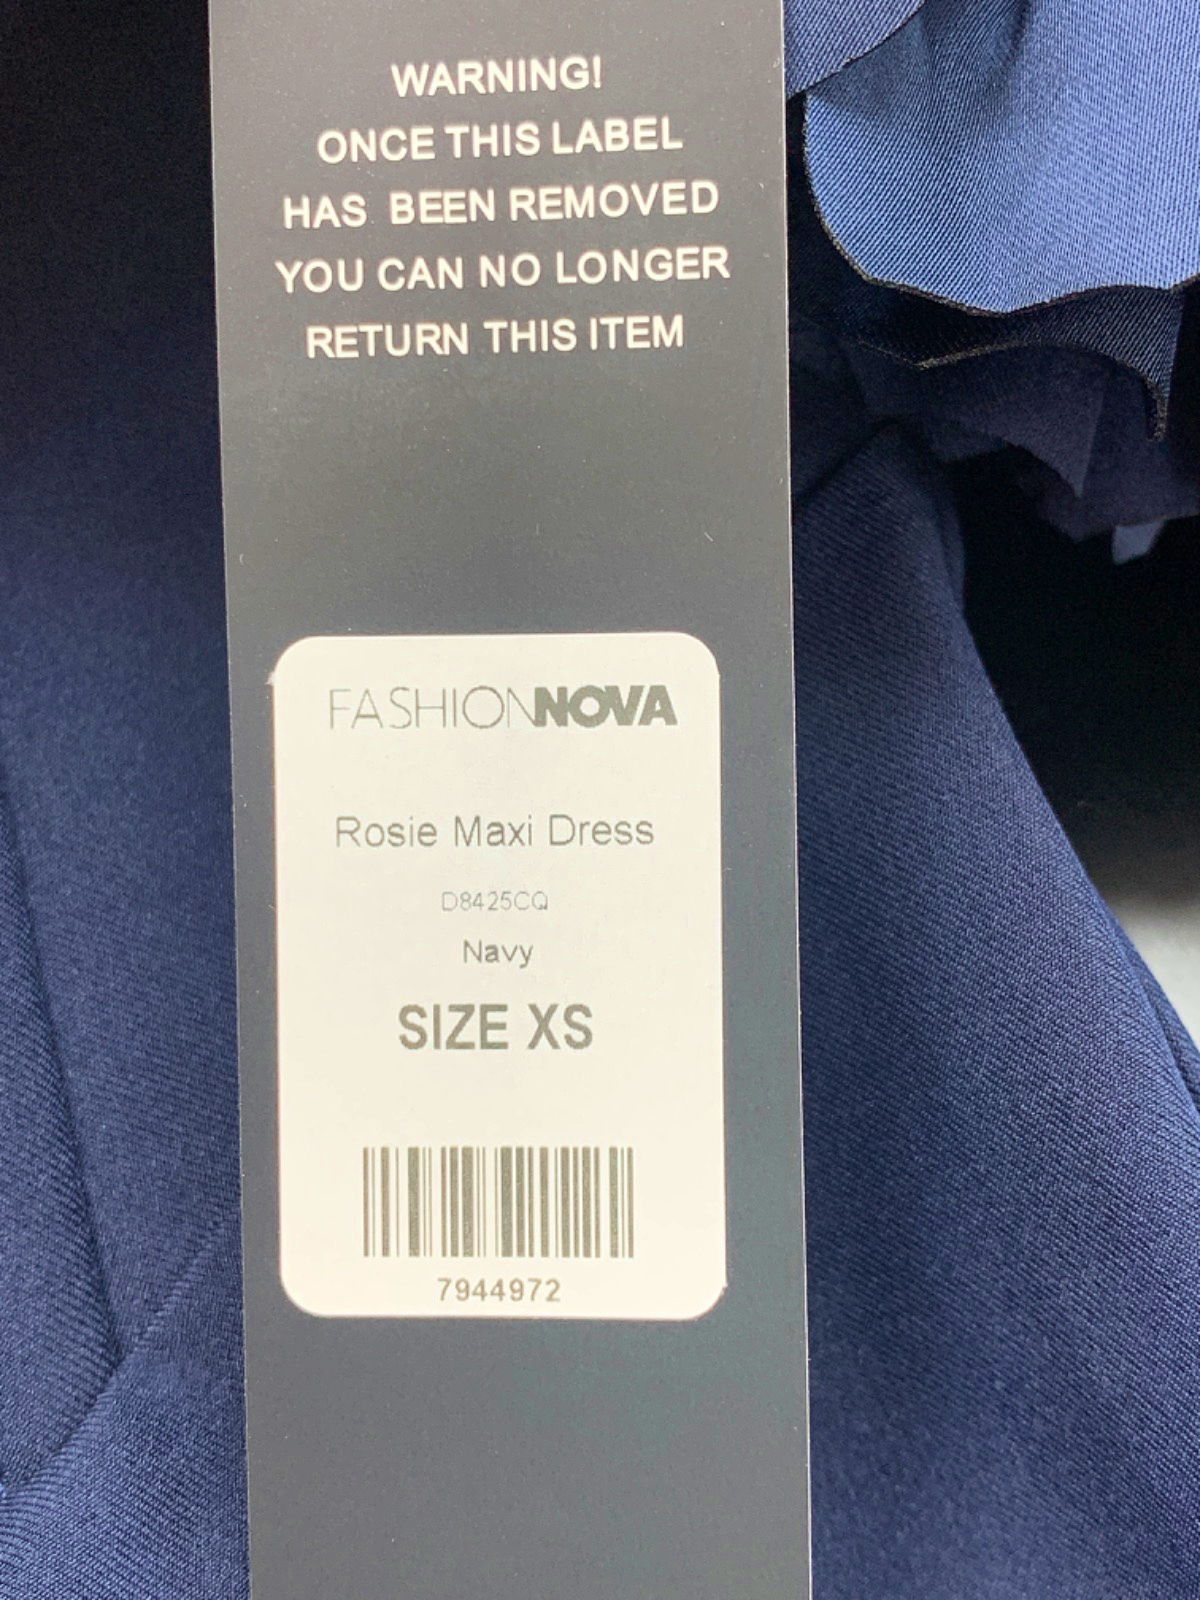 WARNING!
ONCE THIS LABEL
HAS BEEN REMOVED
YOU CAN NO LONGER
RETURN THIS ITEM
FASHIONNOVA
Rosie Maxi Dress
D8425CQ
Navy
SIZE XS
7944972